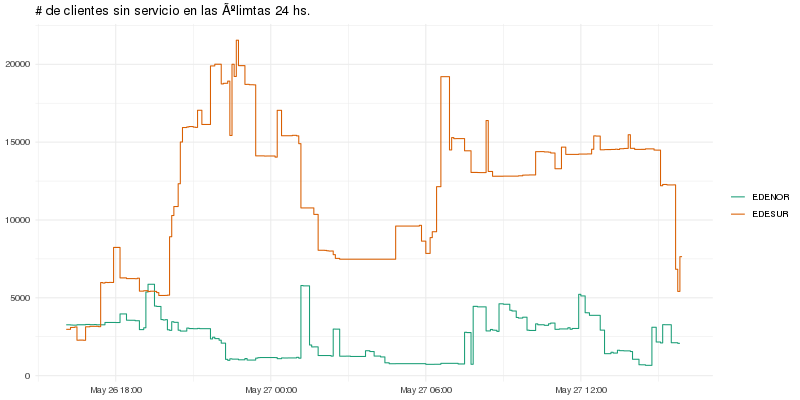 # de clientes sin servicio en las Ãºlimtas 24 hs.
20000
15000
10000
5000
0
EDENOR
EDESUR
May 26 18:00 May 27 00:00 May 27 06:00 May 27 12:00